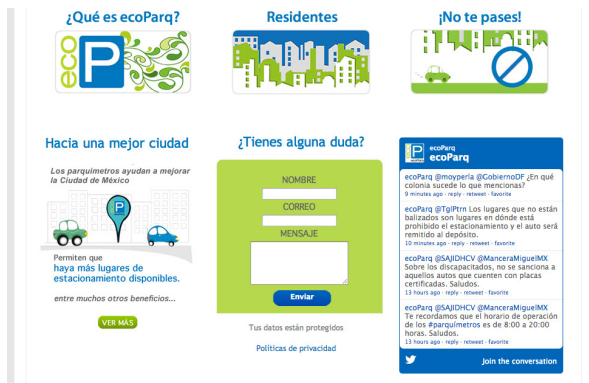 ¿Qué es ecoParq?
Residentes
¡No te pases!
eco
P
Hacia una mejor ciudad
Los parquimetros ayudan a mejorar
la Ciudad de México
P
Permiten que
haya más lugares de
estacionamiento disponibles.
entre muchos otros beneficios...
VER MÁS
¿Tienes alguna duda?
NOMBRE
CORREO
MENSAJE
Enviar
Tus datos están protegidos
Políticas de privacidad
ecoParq
ecoParq
ecoParq @moyperla @GobiernoDF ¿En qué
colonia sucede lo que mencionas?
9 minutes ago · reply · retweet · favorite
ecoParq @TglPtrn Los lugares que no están
balizados son lugares en dónde está
prohibido el estacionamiento y el auto será
remitido al depósito.
10 minutes ago · reply · retweet · favorite
ecoParq @SAJIDHCV @ManceraMiguelMX
Sobre los discapacitados, no se sanciona a
aquellos autos que cuenten con placas
certificadas. Saludos.
13 hours ago · reply · retweet · favorite
ecoParq @SAJIDHCV @ManceraMiguelMX
Te recordamos que el horario de operación
de los #parquímetros es de 8:00 a 20:00
horas. Saludos.
13 hours ago · reply · retweet · favorite
Join the conversation